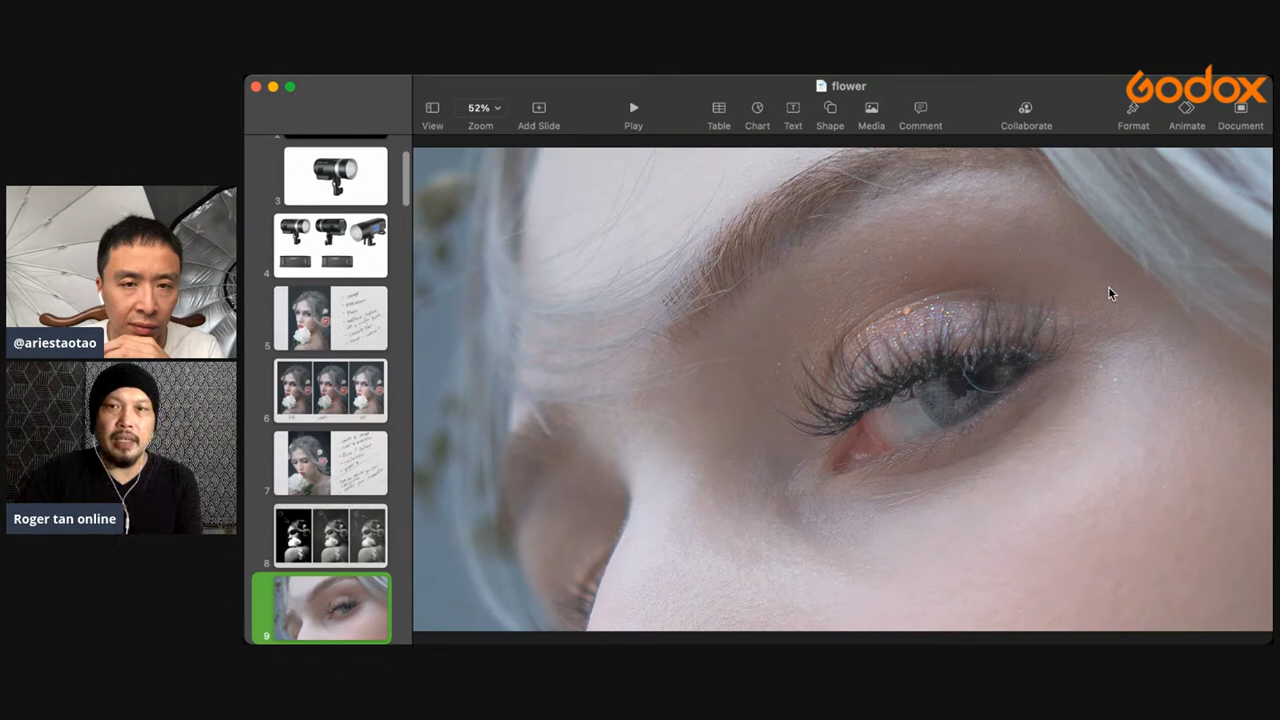 flower
Godox
52%
View
Zoom
Add Slide
Play
Table
Chart
Text
Shape
Media
Comment
Collaborate
Format
Animate
Document
3
4
5
6
7
8
9
@ariestaotao
Roger tan online